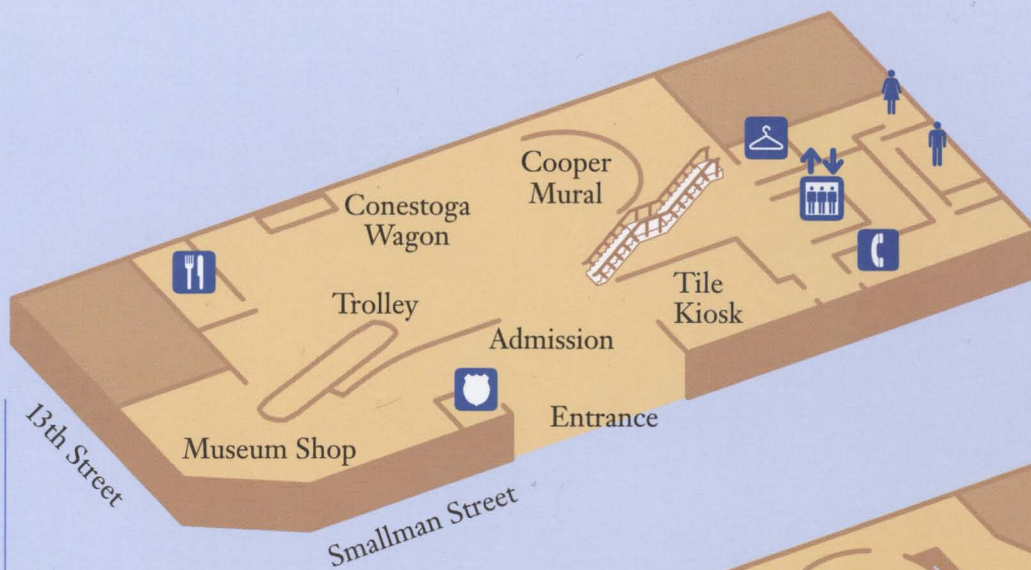 Cooper
Mural
Conestoga
Wagon
Trolley
Tile
Kiosk
Admission
Entrance
Museum Shop
13th Street
Smallman Street